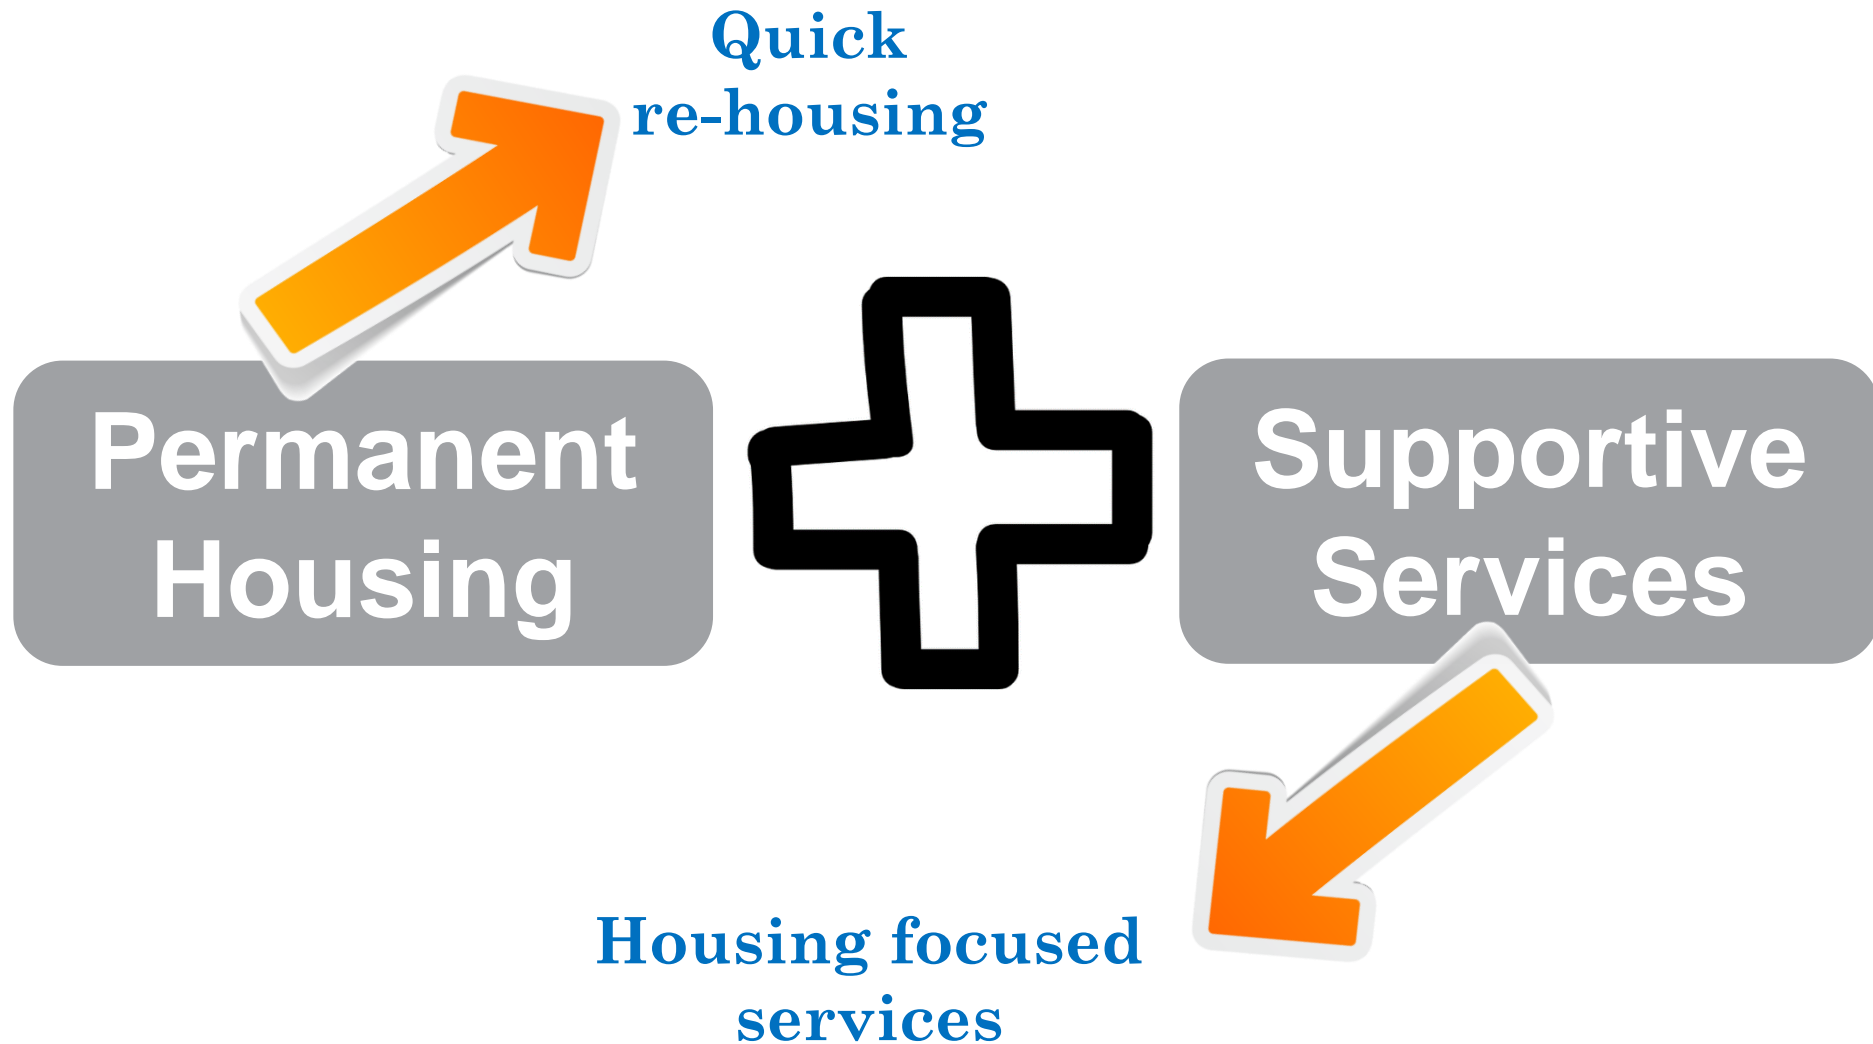 Quick
re-housing
Permanent
Housing
Supportive
Services
Housing focused
services